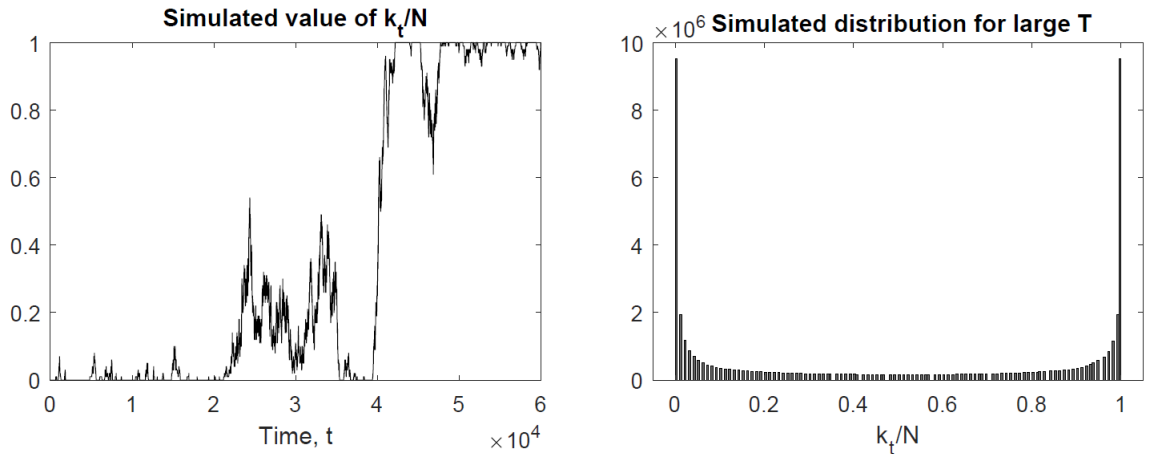 Simulated value of k_t/N
1
0.8
0.6
0.4
0.2
0
0 1 2 3 4 5 6
Time, t ×10^4
×10^6 Simulated distribution for large T
10
8
6
4
2
0
0 0.2 0.4 0.6 0.8 1
k_t/N